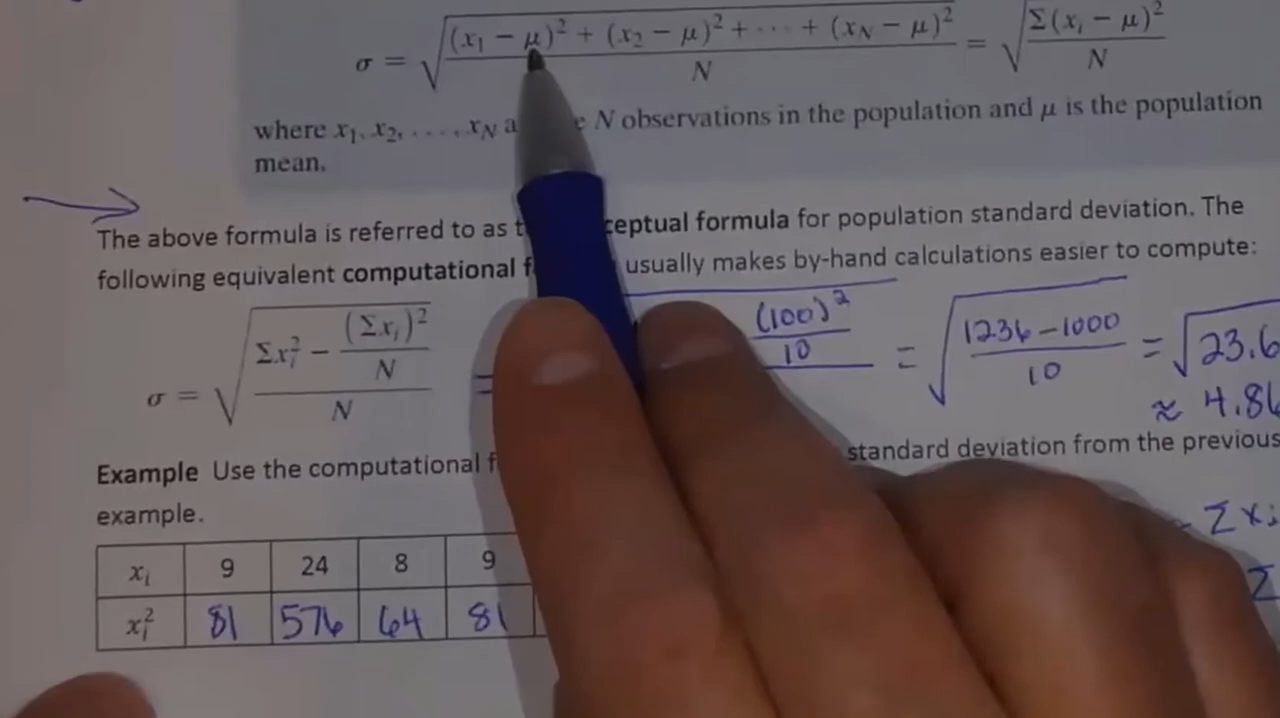 σ = √((x₁ − μ)² + (x₂ − μ)² + ⋯ + (x_N − μ)² / N) = √(Σ(xᵢ − μ)² / N)
where x₁, x₂, . . . , x_N a N observations in the population and μ is the population
mean.
The above formula is referred to as t ceptual formula for population standard deviation. The
following equivalent computational f usually makes by-hand calculations easier to compute:
σ = √((Σxᵢ² − (Σxᵢ)² / N) / N) = (100)² / 10 = √((1236 − 1000) / 10) = √23.6
≈ 4.86
Example Use the computational f standard deviation from the previous
example.
Σxᵢ
xᵢ 9 24 8 9
Σ
xᵢ² 81 576 64 81